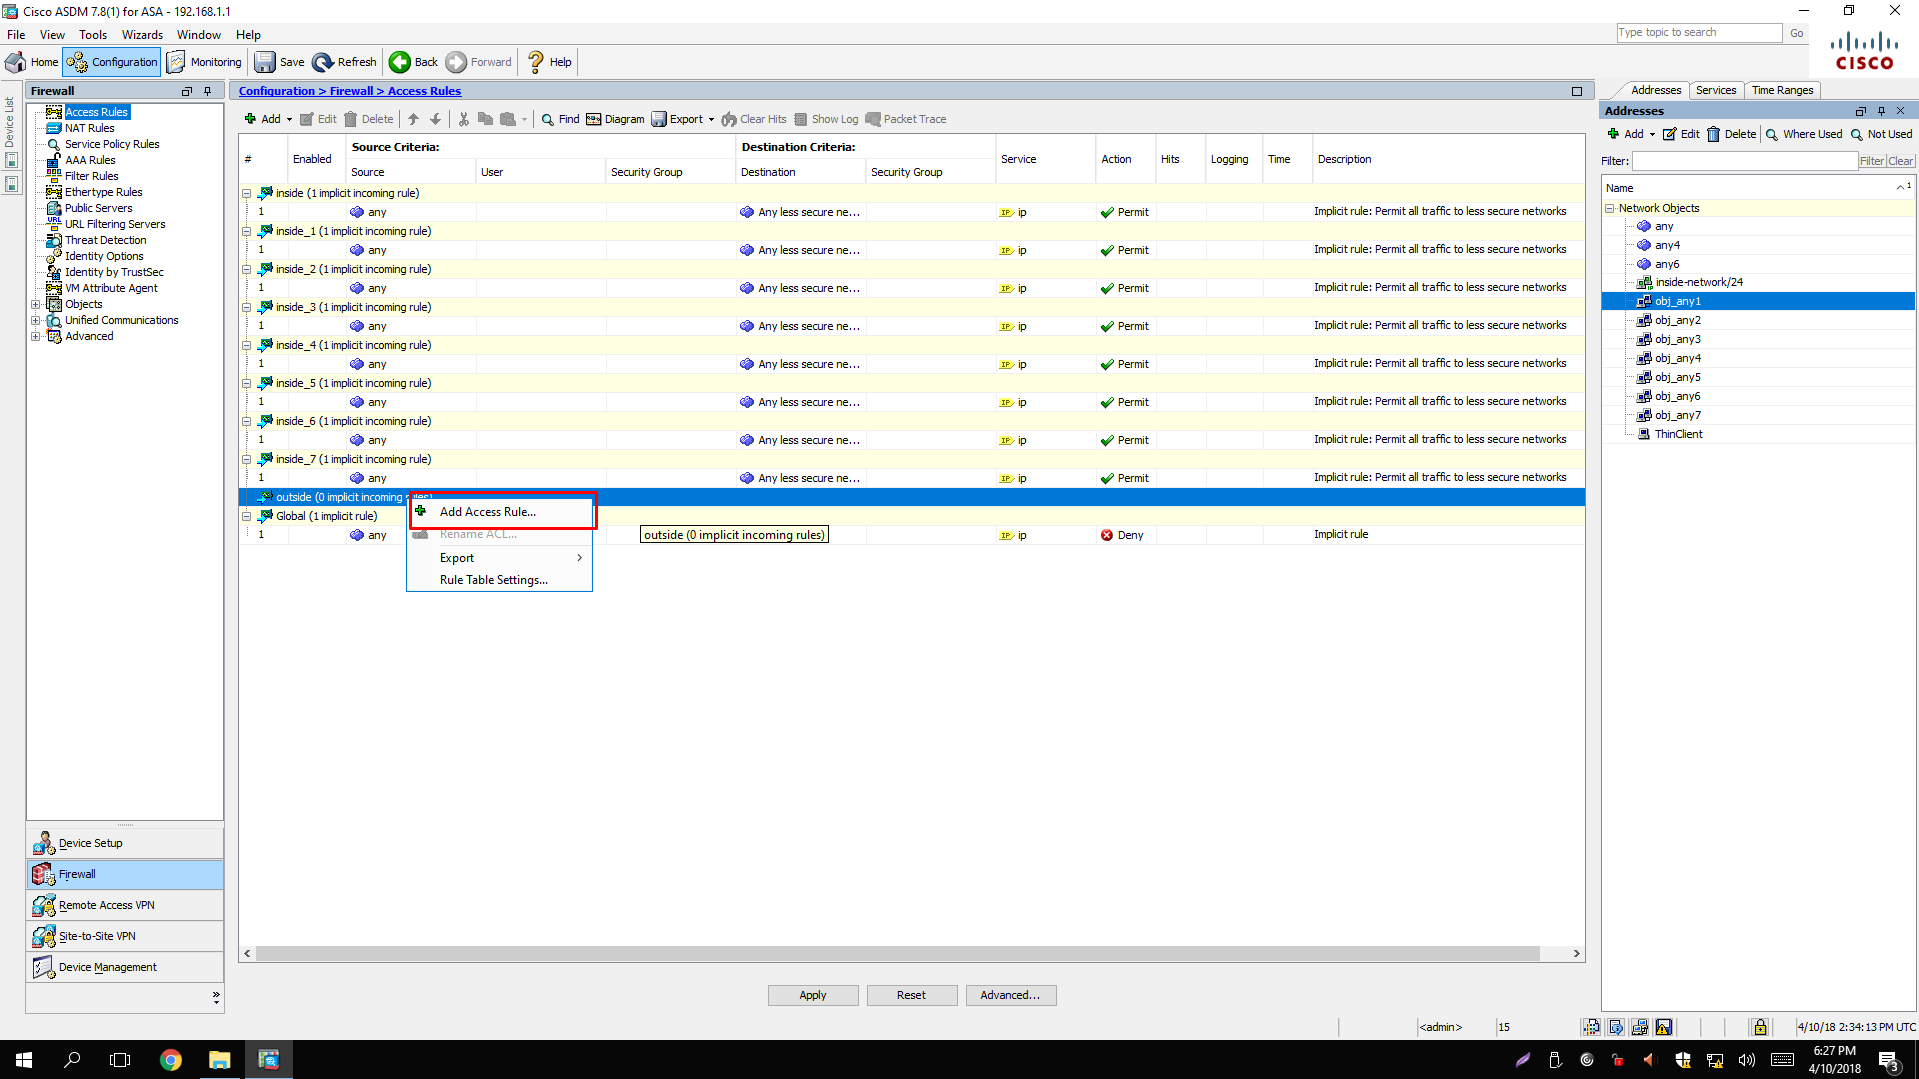 Cisco ASDM 7.8(1) for ASA - 192.168.1.1
File View Tools Wizards Window Help
Type topic to search Go
Home Configuration Monitoring Save Refresh Back Forward Help
CISCO
Device List
Firewall
Access Rules
NAT Rules
Service Policy Rules
AAA Rules
Filter Rules
Ethertype Rules
Public Servers
URL Filtering Servers
Threat Detection
Identity Options
Identity by TrustSec
VM Attribute Agent
Objects
Unified Communications
Advanced
Device Setup
Firewall
Remote Access VPN
Site-to-Site VPN
Device Management
Configuration > Firewall > Access Rules
Add Edit Delete Find Diagram Export Clear Hits Show Log Packet Trace
# Enabled Source Criteria: Destination Criteria: Service Action Hits Logging Time Description
Source User Security Group Destination Security Group
inside (1 implicit incoming rule)
1 any Any less secure ne... IP ip Permit Implicit rule: Permit all traffic to less secure networks
inside_1 (1 implicit incoming rule)
1 any Any less secure ne... IP ip Permit Implicit rule: Permit all traffic to less secure networks
inside_2 (1 implicit incoming rule)
1 any Any less secure ne... IP ip Permit Implicit rule: Permit all traffic to less secure networks
inside_3 (1 implicit incoming rule)
1 any Any less secure ne... IP ip Permit Implicit rule: Permit all traffic to less secure networks
inside_4 (1 implicit incoming rule)
1 any Any less secure ne... IP ip Permit Implicit rule: Permit all traffic to less secure networks
inside_5 (1 implicit incoming rule)
1 any Any less secure ne... IP ip Permit Implicit rule: Permit all traffic to less secure networks
inside_6 (1 implicit incoming rule)
1 any Any less secure ne... IP ip Permit Implicit rule: Permit all traffic to less secure networks
inside_7 (1 implicit incoming rule)
1 any Any less secure ne... IP ip Permit Implicit rule: Permit all traffic to less secure networks
outside (0 implicit incoming rules)
Global (1 implicit rule)
1 any IP ip Deny Implicit rule
Add Access Rule...
Rename ACL...
Export
Rule Table Settings...
outside (0 implicit incoming rules)
Apply Reset Advanced...
Addresses Services Time Ranges
Addresses
Add Edit Delete Where Used Not Used
Filter: Filter Clear
Name 1
Network Objects
any
any4
any6
inside-network/24
obj_any1
obj_any2
obj_any3
obj_any4
obj_any5
obj_any6
obj_any7
ThinClient
<admin> 15 4/10/18 2:34:13 PM UTC
6:27 PM
4/10/2018
3